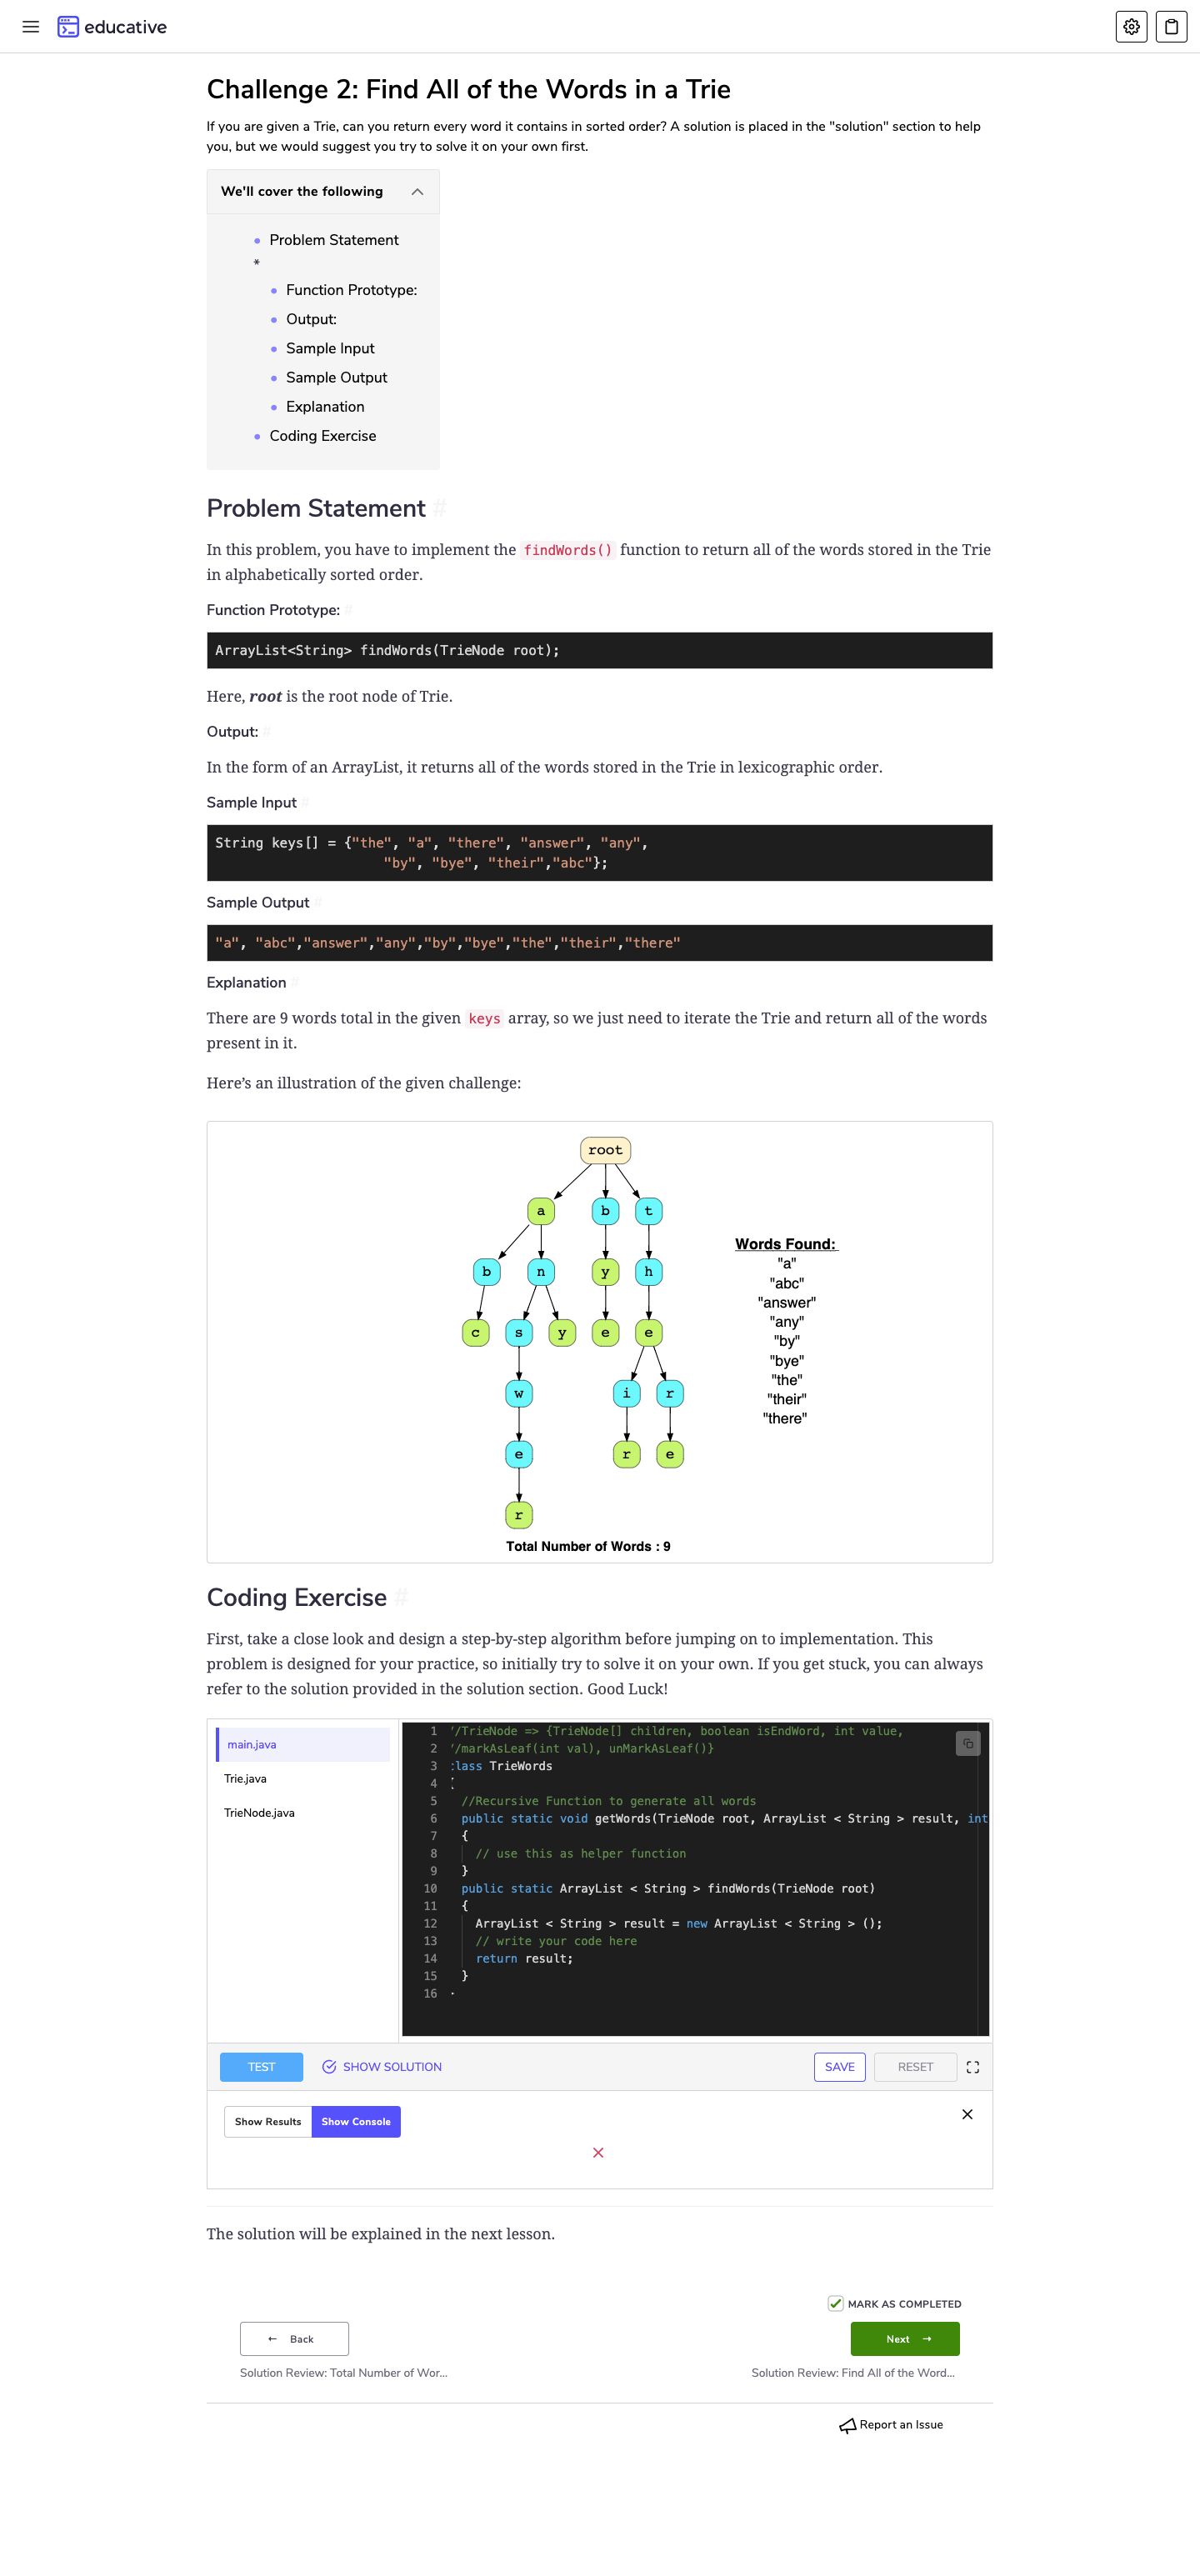 educative
Challenge 2: Find All of the Words in a Trie
If you are given a Trie, can you return every word it contains in sorted order? A solution is placed in the "solution" section to help
you, but we would suggest you try to solve it on your own first.
We'll cover the following
Problem Statement
*
Function Prototype:
Output:
Sample Input
Sample Output
Explanation
Coding Exercise
Problem Statement #
In this problem, you have to implement the findWords() function to return all of the words stored in the Trie
in alphabetically sorted order.
Function Prototype: #
ArrayList<String> findWords(TrieNode root);
Here, root is the root node of Trie.
Output: #
In the form of an ArrayList, it returns all of the words stored in the Trie in lexicographic order.
Sample Input #
String keys[] = {"the", "a", "there", "answer", "any",
"by", "bye", "their","abc"};
Sample Output #
"a", "abc","answer","any","by","bye","the","their","there"
Explanation #
There are 9 words total in the given keys array, so we just need to iterate the Trie and return all of the words
present in it.
Here’s an illustration of the given challenge:
root
a b t
b n y h
c s y e e
w i r
e r e
r
Words Found:
"a"
"abc"
"answer"
"any"
"by"
"bye"
"the"
"their"
"there"
Total Number of Words : 9
Coding Exercise #
First, take a close look and design a step-by-step algorithm before jumping on to implementation. This
problem is designed for your practice, so initially try to solve it on your own. If you get stuck, you can always
refer to the solution provided in the solution section. Good Luck!
main.java
Trie.java
TrieNode.java
1 //TrieNode => {TrieNode[] children, boolean isEndWord, int value,
2 //markAsLeaf(int val), unMarkAsLeaf()}
3 class TrieWords
4 {
5 //Recursive Function to generate all words
6 public static void getWords(TrieNode root, ArrayList < String > result, int
7 {
8 // use this as helper function
9 }
10 public static ArrayList < String > findWords(TrieNode root)
11 {
12 ArrayList < String > result = new ArrayList < String > ();
13 // write your code here
14 return result;
15 }
16
TEST
SHOW SOLUTION
SAVE
RESET
Show Results
Show Console
The solution will be explained in the next lesson.
MARK AS COMPLETED
← Back
Next →
Solution Review: Total Number of Wor...
Solution Review: Find All of the Word...
Report an Issue